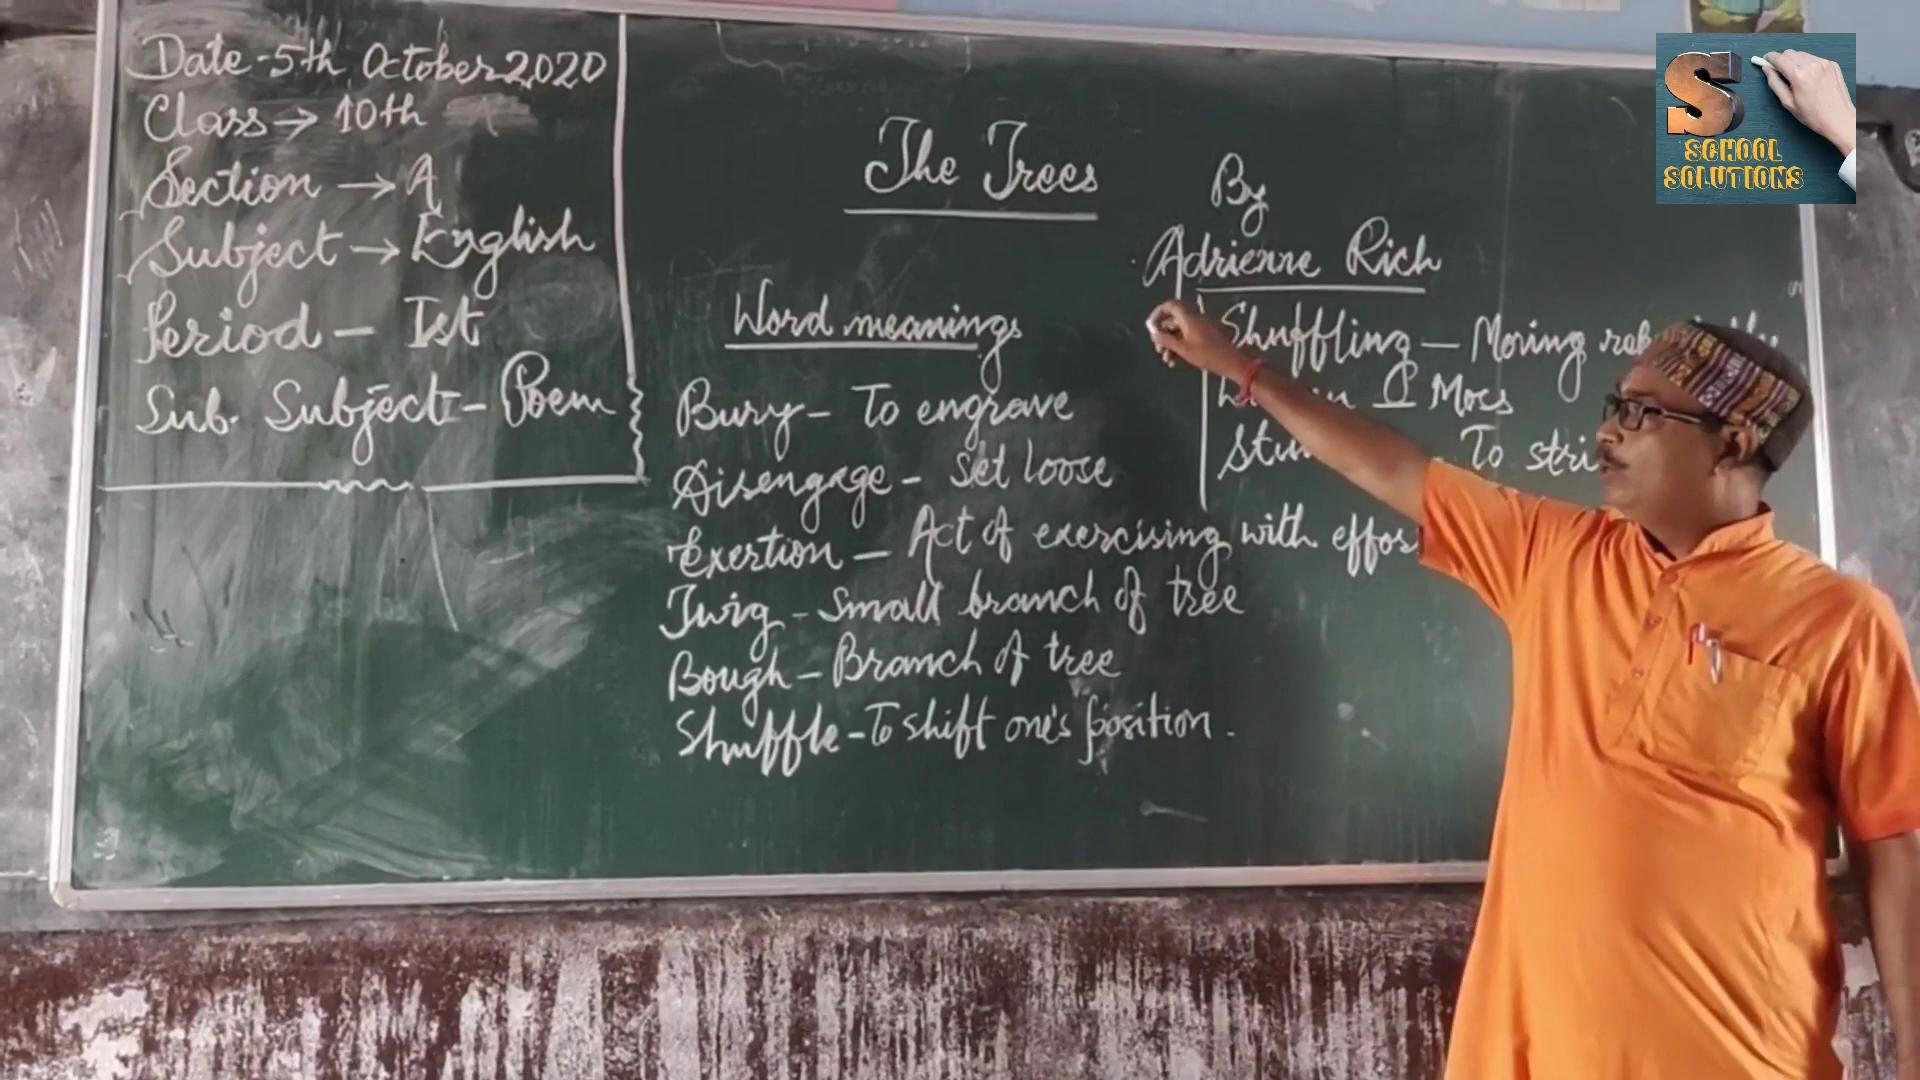 Date - 5th October 2020
Class → 10th
Section → A
Subject → English
Period - Ist
Sub. Subject - Poem
The Trees
By
Adrienne Rich
Word meanings
Bury - To engrave
Disengage - Set loose
Exertion - Act of exercising with effor
Twig - Small branch of tree
Bough - Branch of tree
Shuffle - To shift one's position.
Shuffling - Moving
Mocs
To
SCHOOL
SOLUTIONS